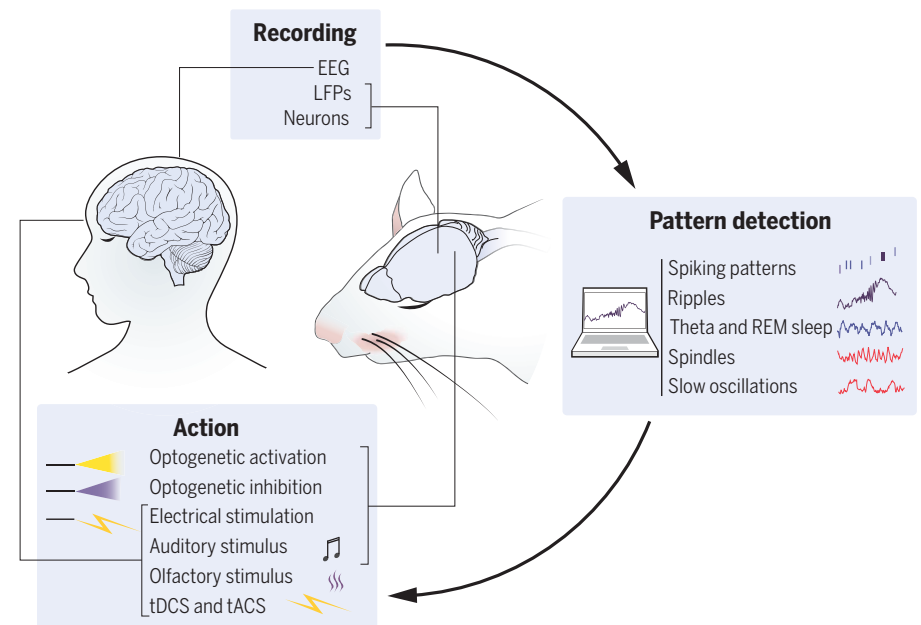 Recording
EEG
LFPs
Neurons
Pattern detection
Spiking patterns
Ripples
Theta and REM sleep
Spindles
Slow oscillations
Action
Optogenetic activation
Optogenetic inhibition
Electrical stimulation
Auditory stimulus
Olfactory stimulus
tDCS and tACS